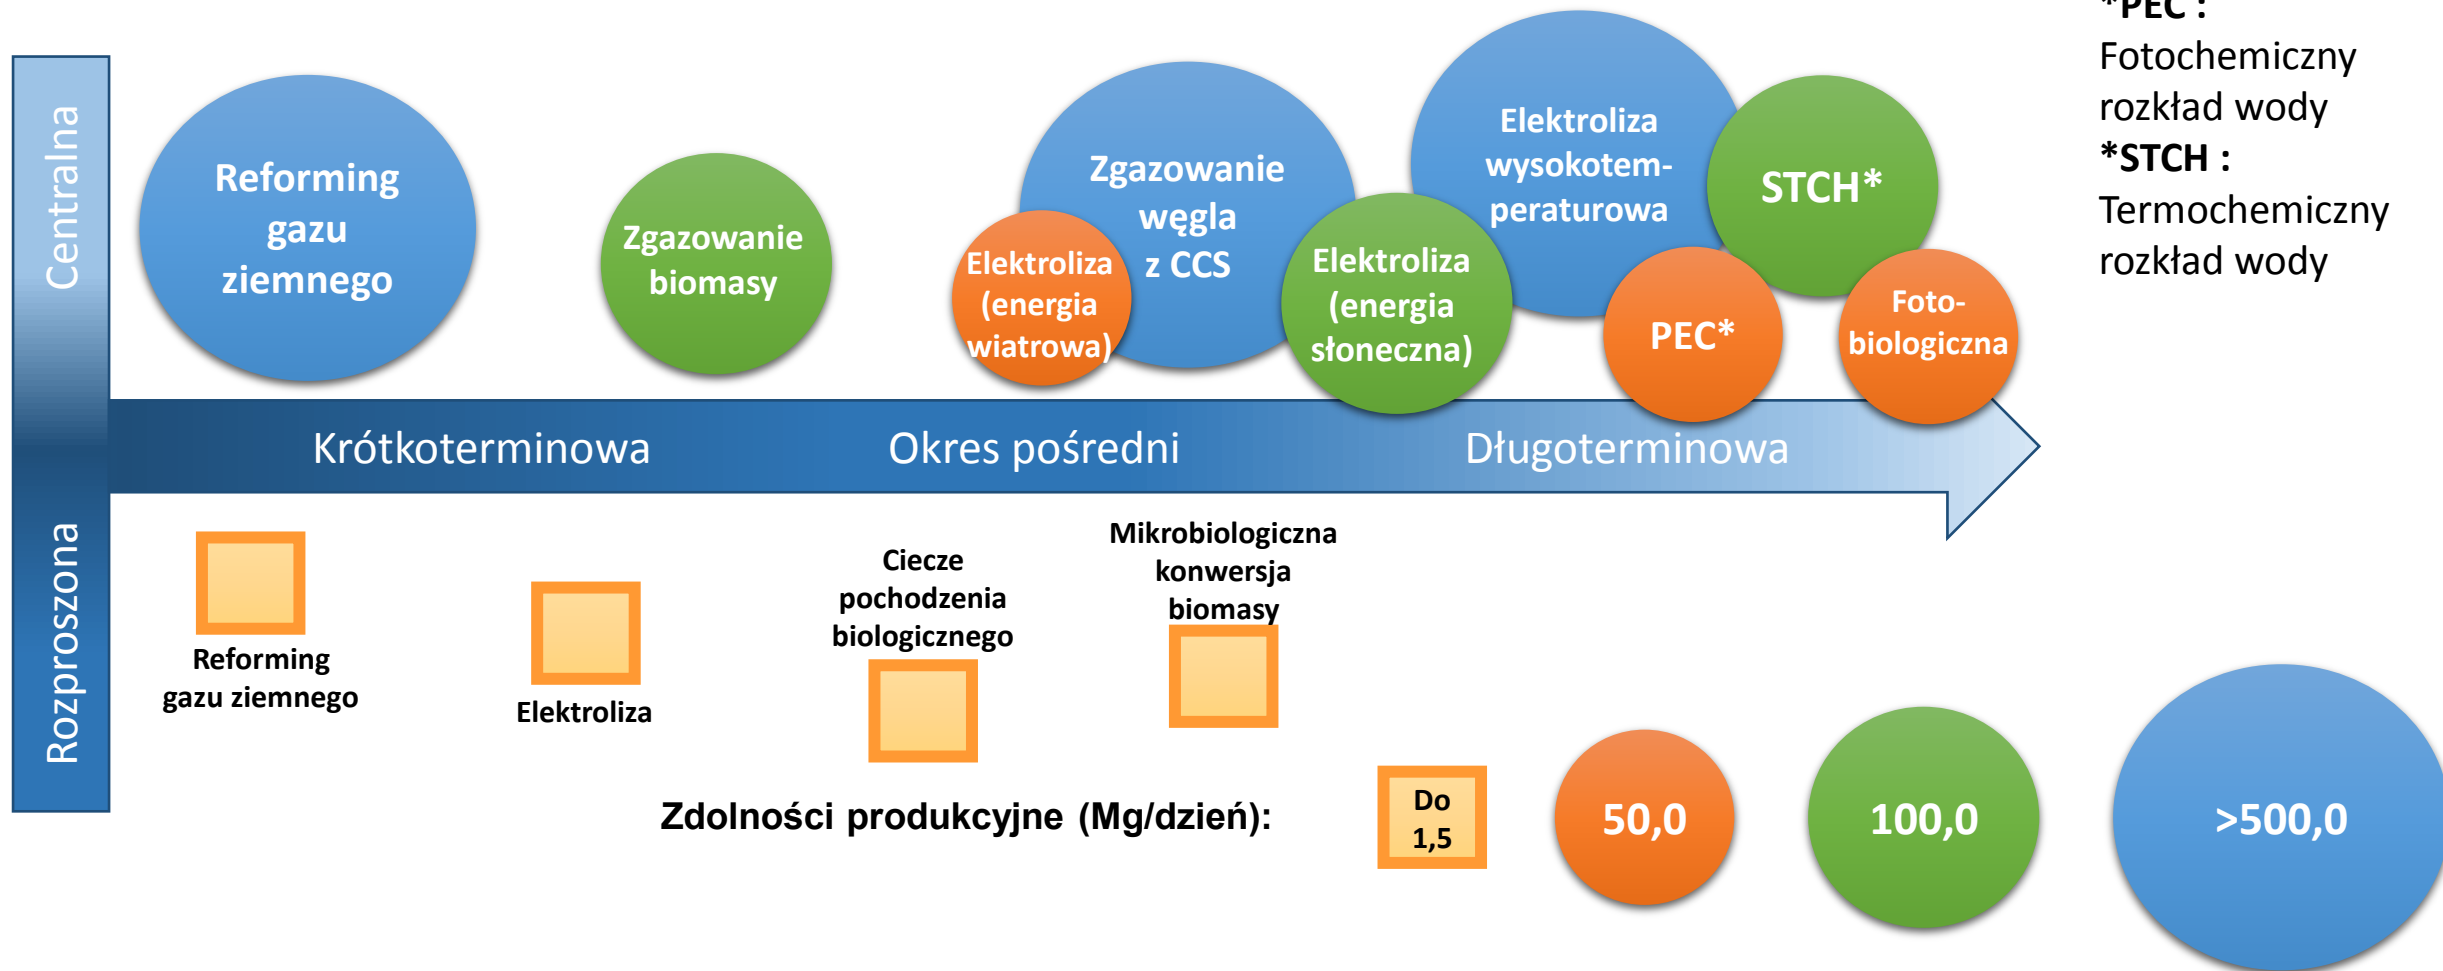 *PEC :
Fotochemiczny
rozkład wody
*STCH :
Termochemiczny
rozkład wody
Centralna
Reforming
gazu
ziemnego
Zgazowanie
biomasy
Elektroliza
(energia
wiatrowa)
Zgazowanie
węgla
z CCS
Elektroliza
(energia
słoneczna)
Elektroliza
wysokotem-
peraturowa
STCH*
PEC*
Foto-
biologiczna
Krótkoterminowa
Okres pośredni
Długoterminowa
Rozproszona
Reforming
gazu ziemnego
Elektroliza
Ciecze
pochodzenia
biologicznego
Mikrobiologiczna
konwersja
biomasy
Zdolności produkcyjne (Mg/dzień):
Do
1,5
50,0
100,0
>500,0